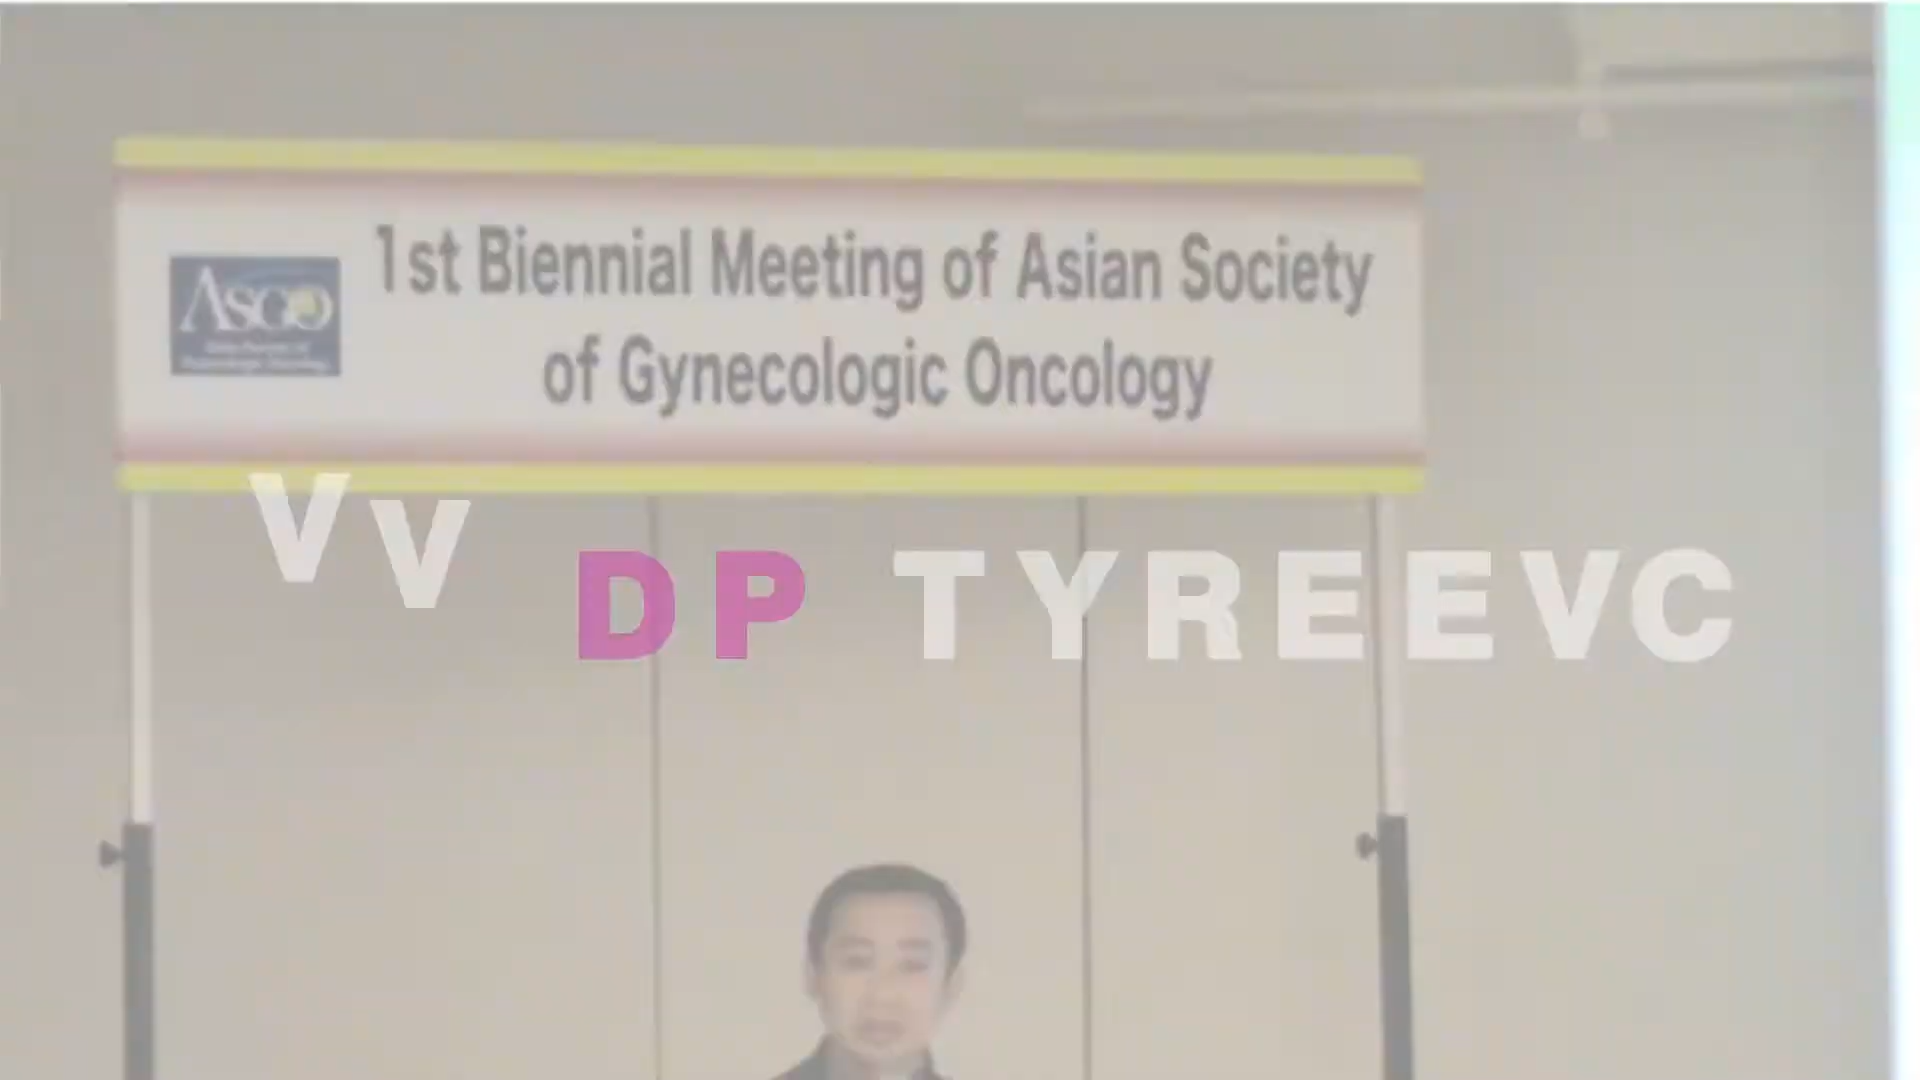 1st Biennial Meeting of Asian Society
of Gynecologic Oncology
ASGO
VV DP TYREEVC